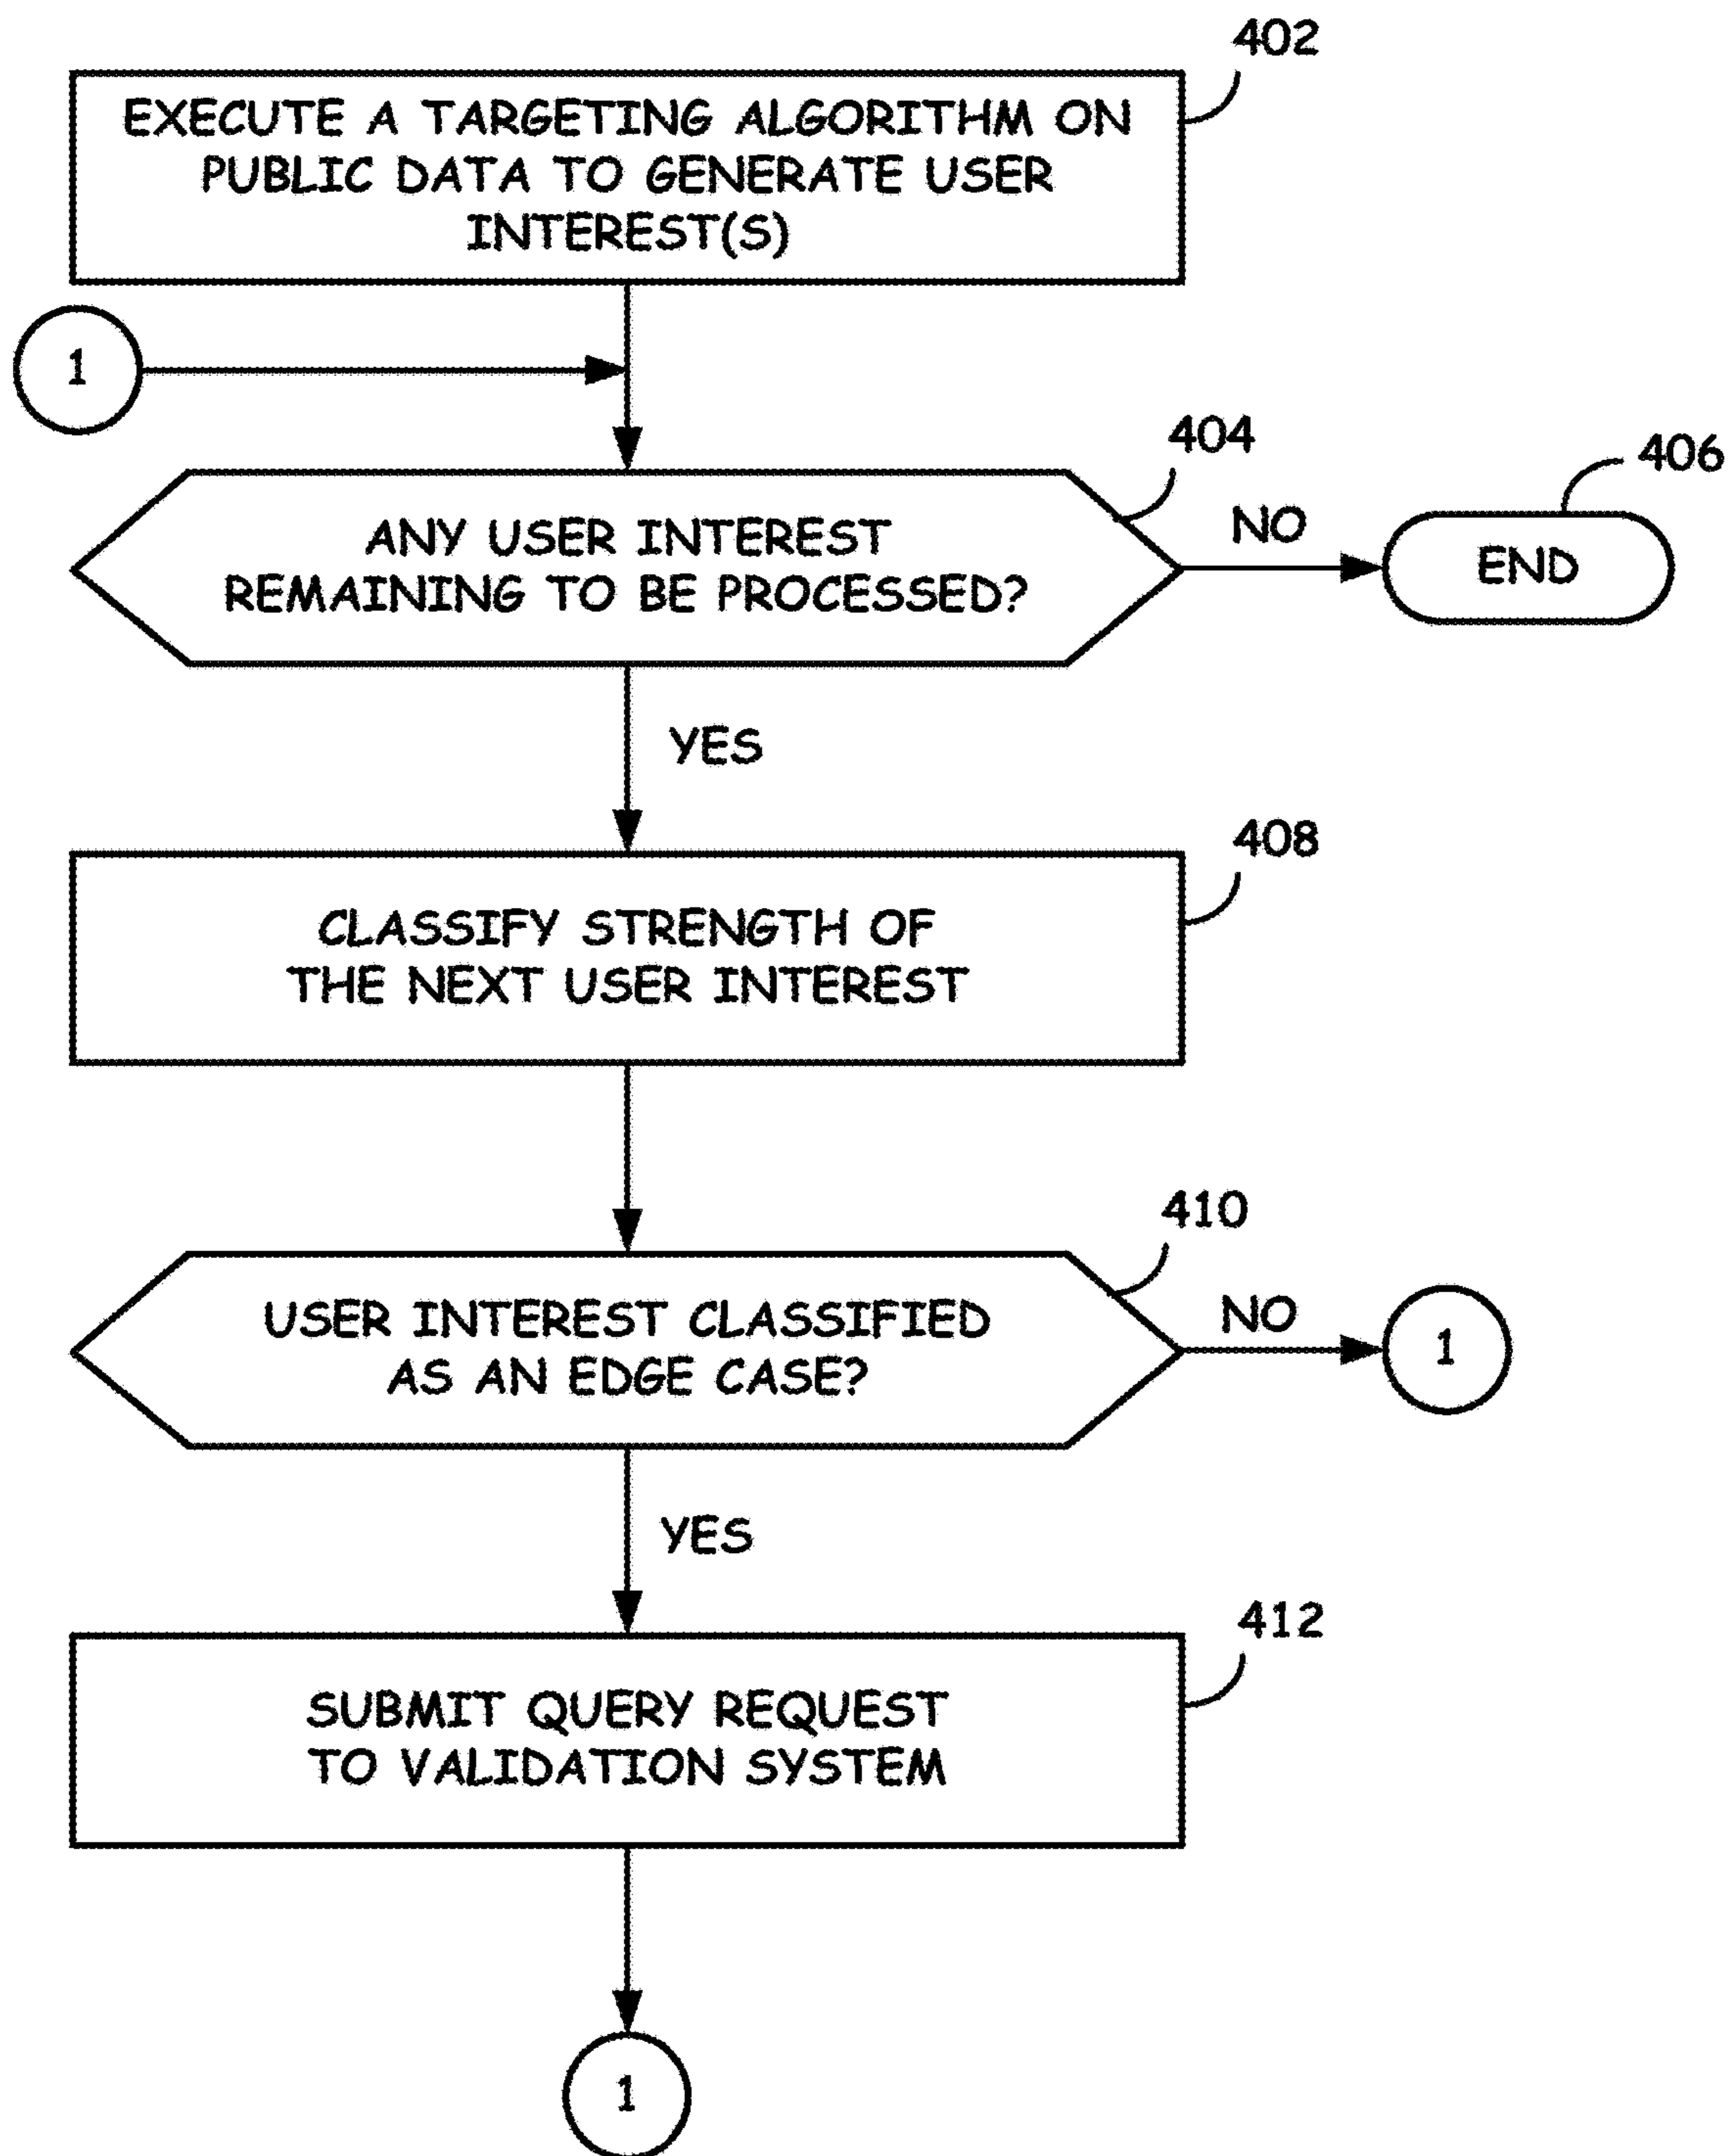 402
EXECUTE A TARGETING ALGORITHM ON
PUBLIC DATA TO GENERATE USER
INTEREST(S)
1
404
406
ANY USER INTEREST
REMAINING TO BE PROCESSED?
NO
END
YES
408
CLASSIFY STRENGTH OF
THE NEXT USER INTEREST
410
USER INTEREST CLASSIFIED
AS AN EDGE CASE?
NO
1
YES
412
SUBMIT QUERY REQUEST
TO VALIDATION SYSTEM
1